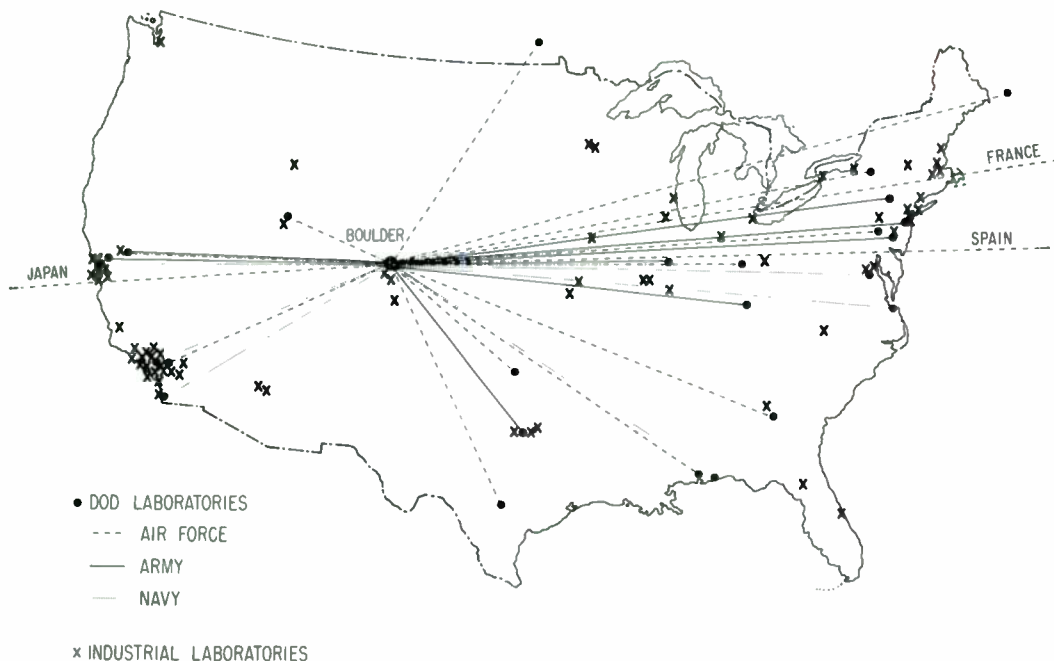 FRANCE
BOULDER
SPAIN
JAPAN
● DOD LABORATORIES
--- AIR FORCE
— ARMY
— NAVY
x INDUSTRIAL LABORATORIES